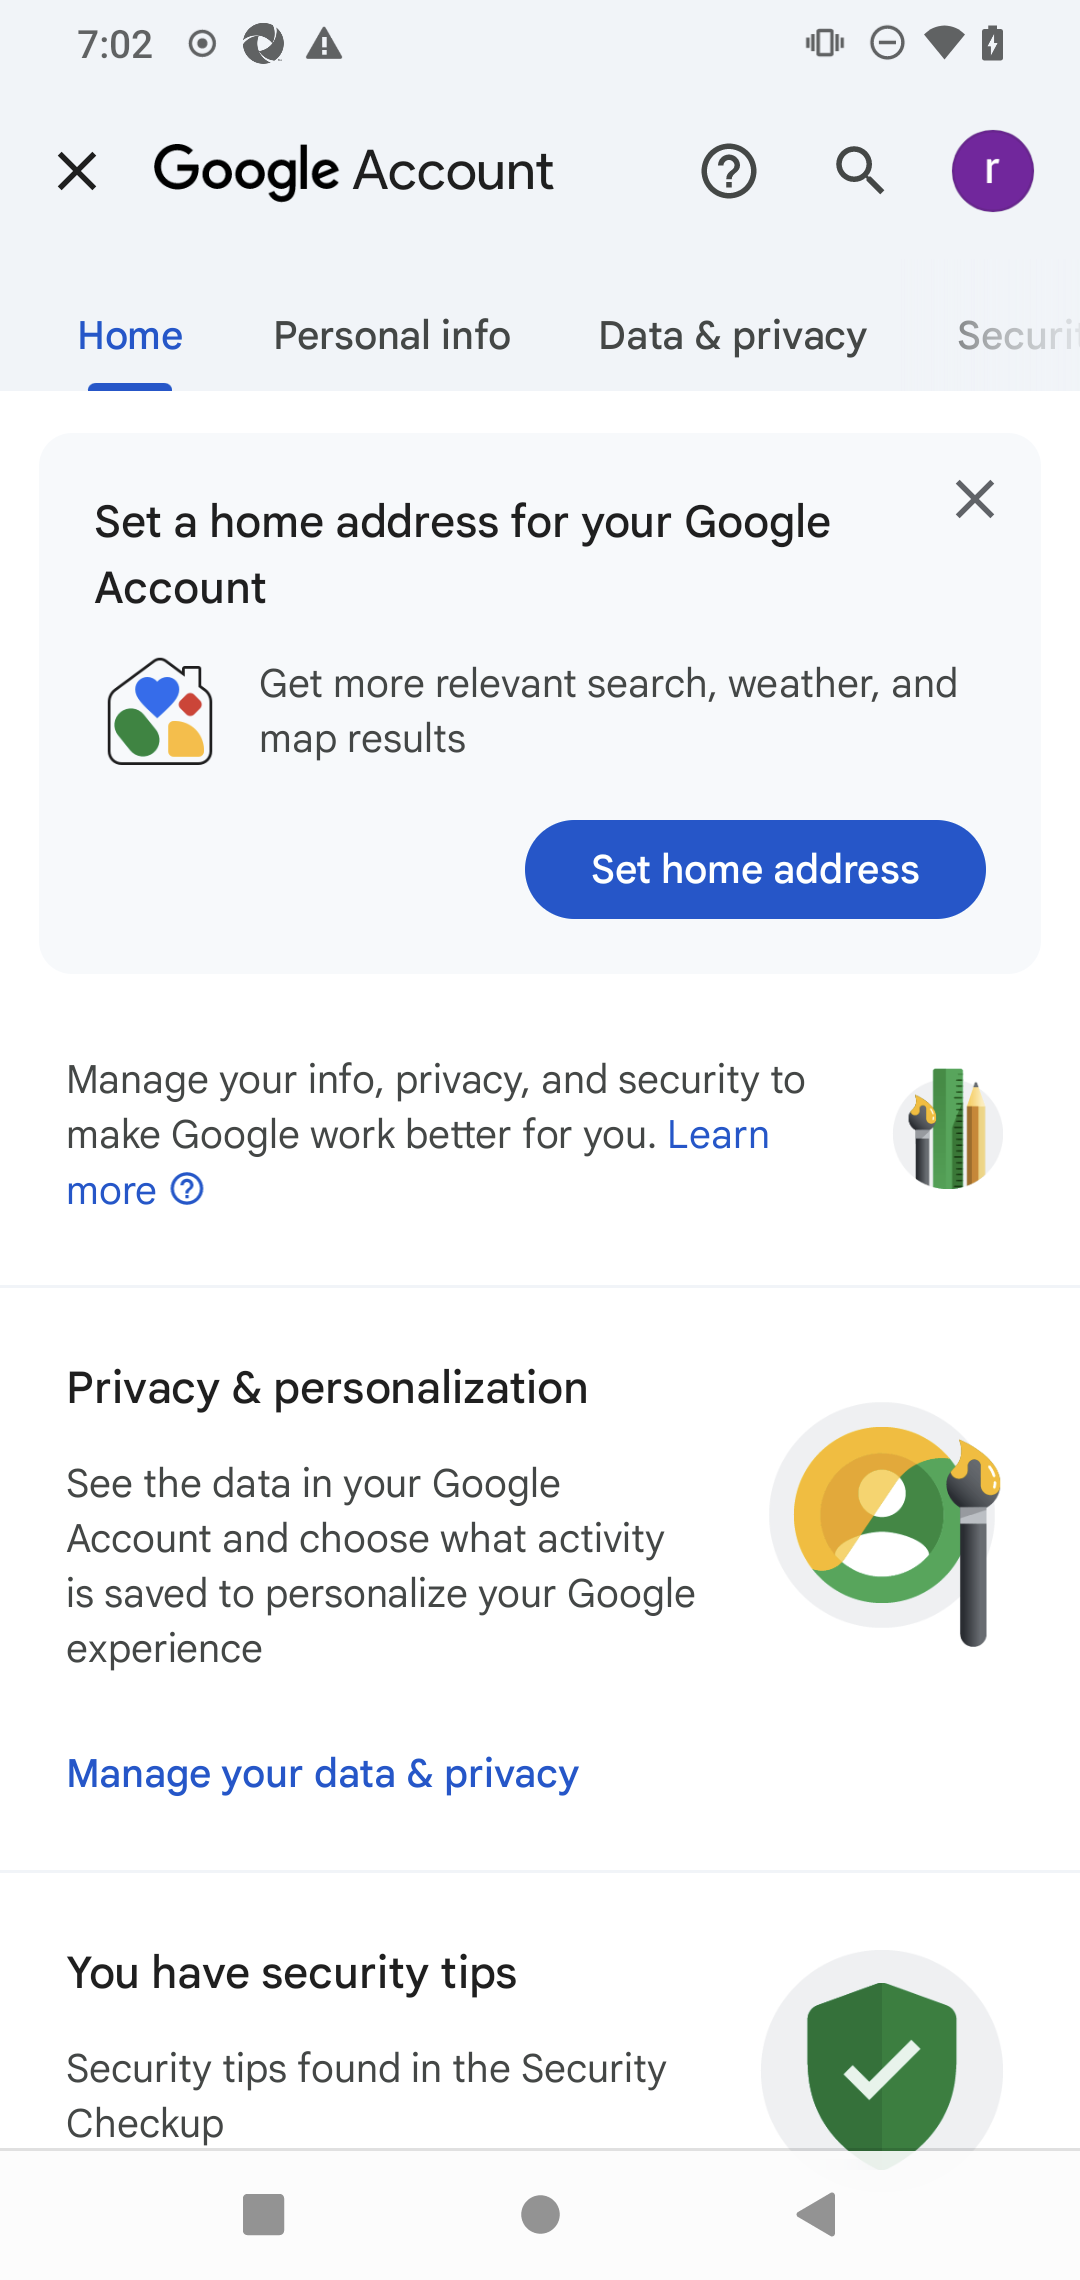 7:02
Google Account
r
Home
Personal info
Data & privacy
Securit
Set a home address for your Google
Account
Get more relevant search, weather, and
map results
Set home address
Manage your info, privacy, and security to
make Google work better for you. Learn
more
Privacy & personalization
See the data in your Google
Account and choose what activity
is saved to personalize your Google
experience
Manage your data & privacy
You have security tips
Security tips found in the Security
Checkup